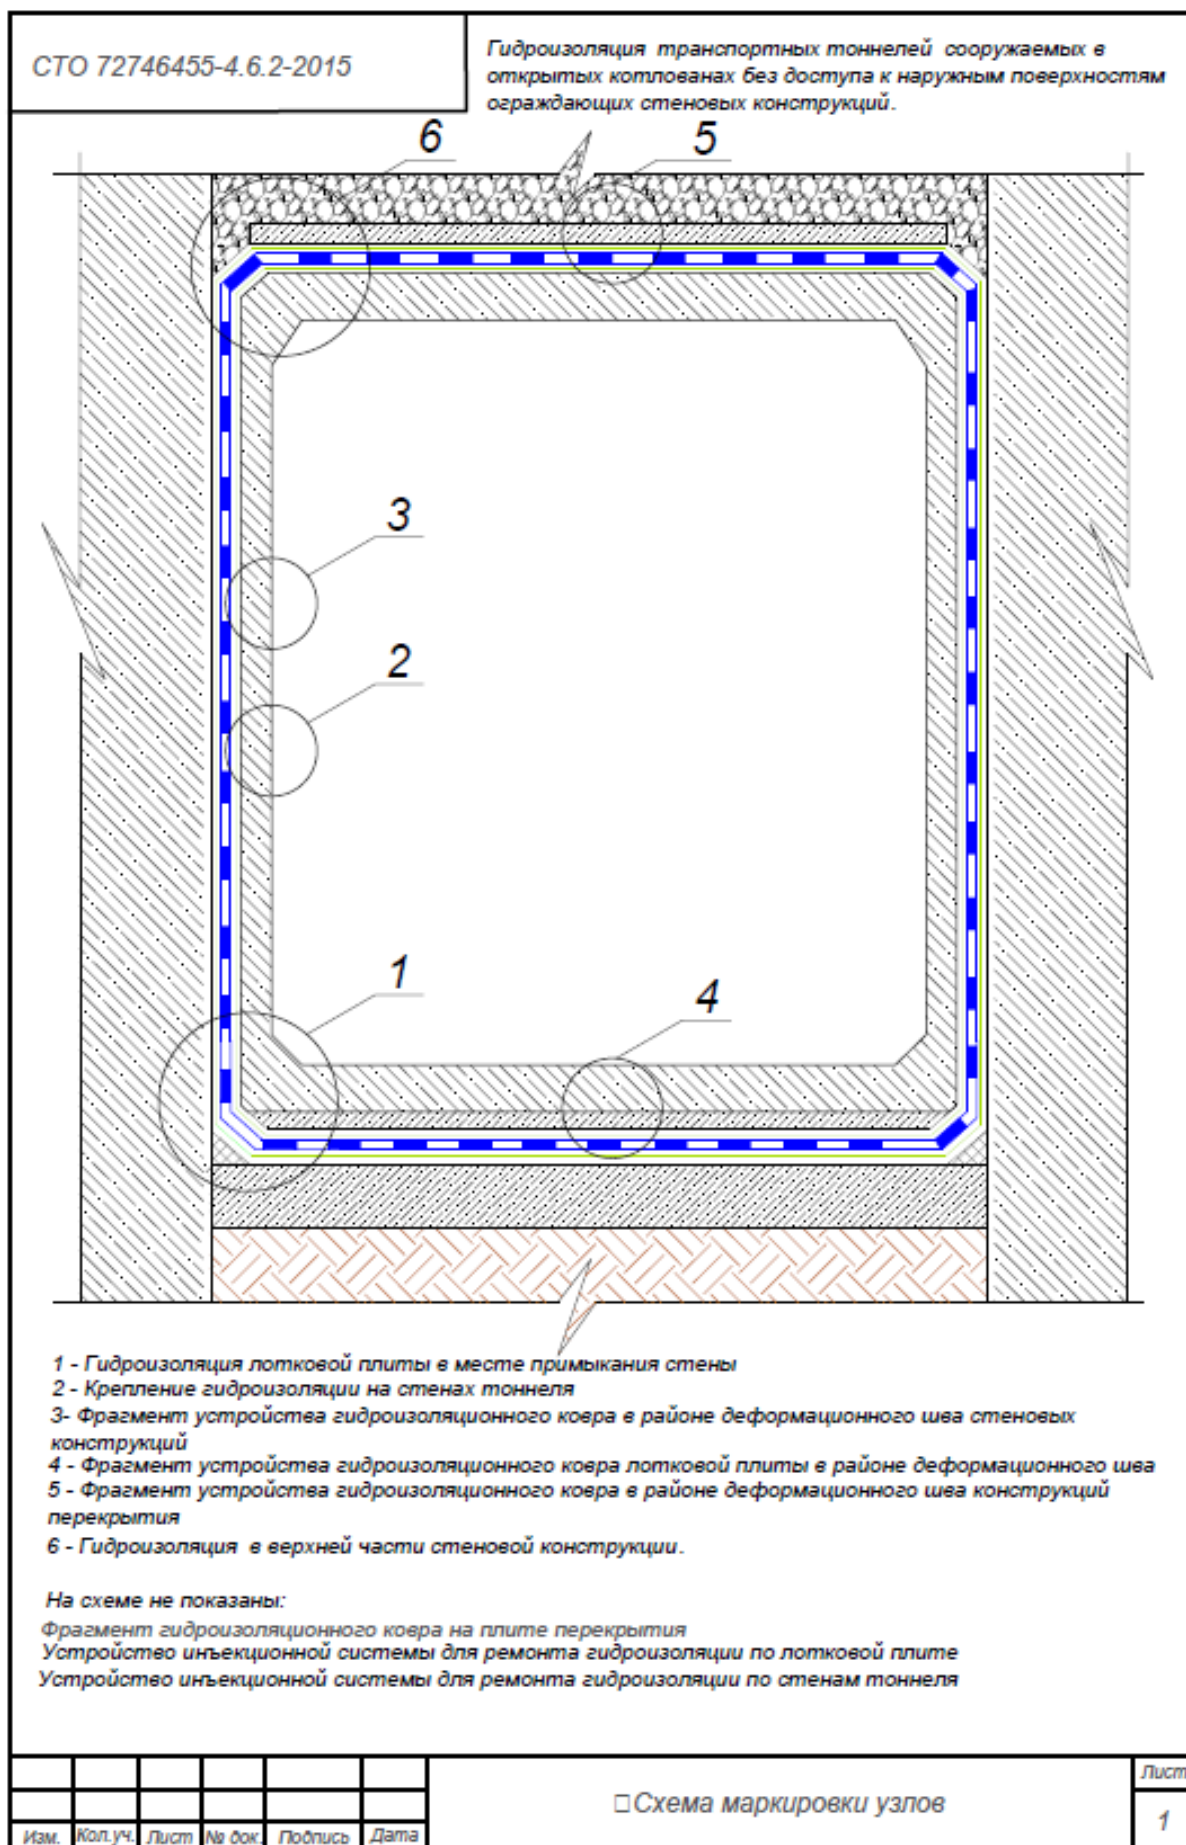 СТО 72746455-4.6.2-2015
Гидроизоляция транспортных тоннелей сооружаемых в
открытых котлованах без доступа к наружным поверхностям
ограждающих стеновых конструкций.
6
5
3
2
1
4
1 - Гидроизоляция лотковой плиты в месте примыкания стены
2 - Крепление гидроизоляции на стенах тоннеля
3- Фрагмент устройства гидроизоляционного ковра в районе деформационного шва стеновых
конструкций
4 - Фрагмент устройства гидроизоляционного ковра лотковой плиты в районе деформационного шва
5 - Фрагмент устройства гидроизоляционного ковра в районе деформационного шва конструкций
перекрытия
6 - Гидроизоляция в верхней части стеновой конструкции.
На схеме не показаны:
Фрагмент гидроизоляционного ковра на плите перекрытия
Устройство инъекционной системы для ремонта гидроизоляции по лотковой плите
Устройство инъекционной системы для ремонта гидроизоляции по стенам тоннеля
Изм. Кол.уч. Лист № док. Подпись Дата
□Схема маркировки узлов
Лист
1